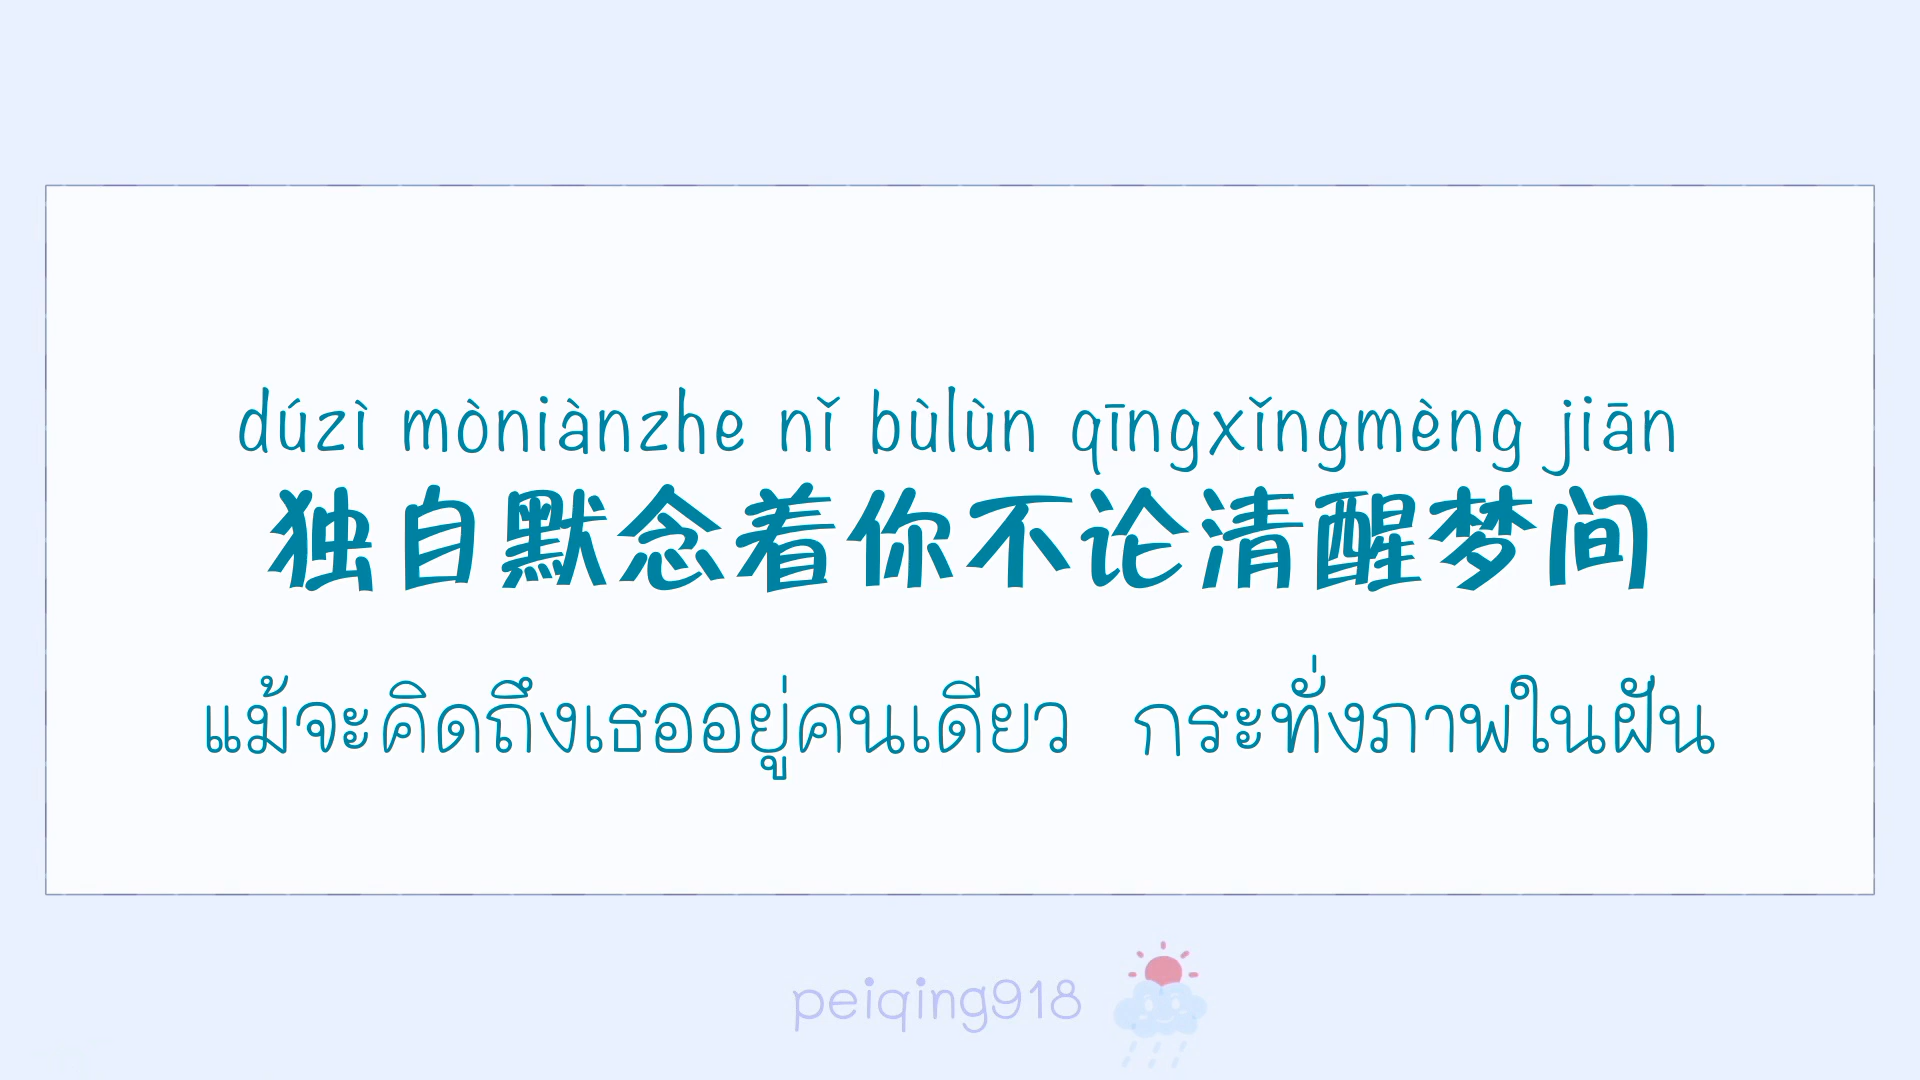 dúzì mòniànzhe nǐ bùlùn qīngxǐngmèng jiān
独自默念着你不论清醒梦间
แม้จะคิดถึงเธออยู่คนเดียว กระทั่งภาพในฝัน
peiqing918